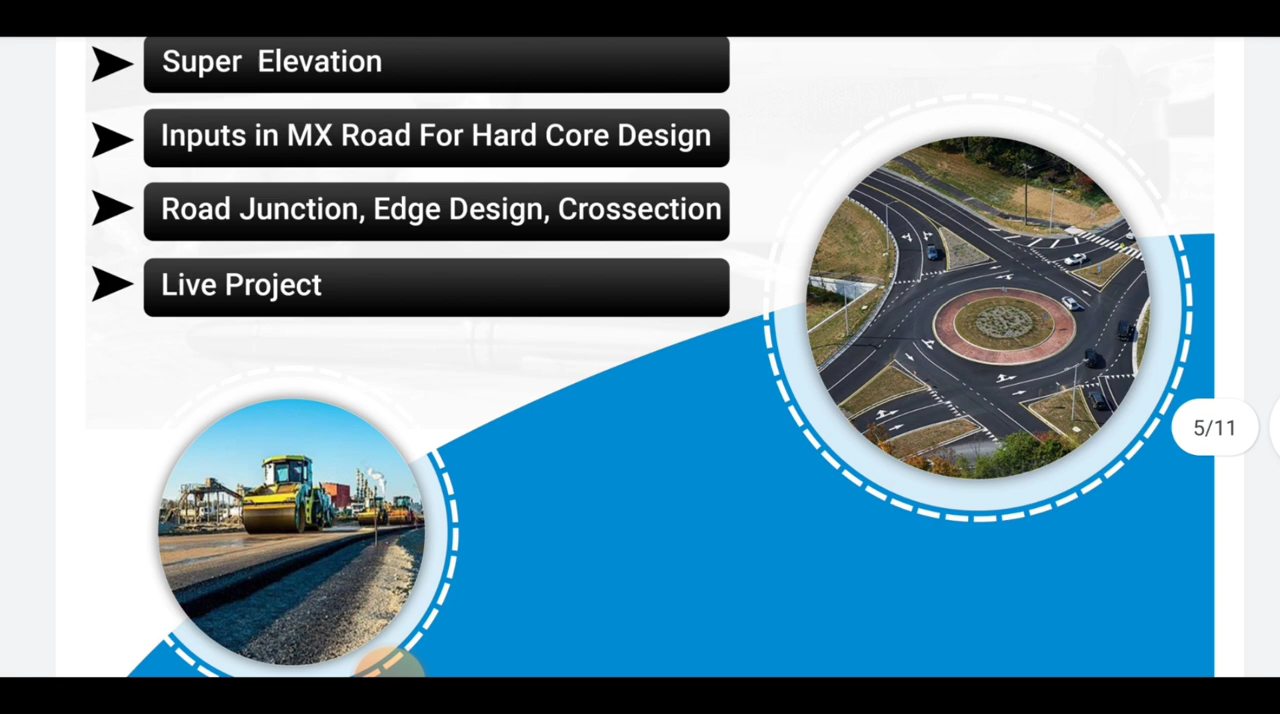 Super Elevation
Inputs in MX Road For Hard Core Design
Road Junction, Edge Design, Crossection
Live Project
5/11